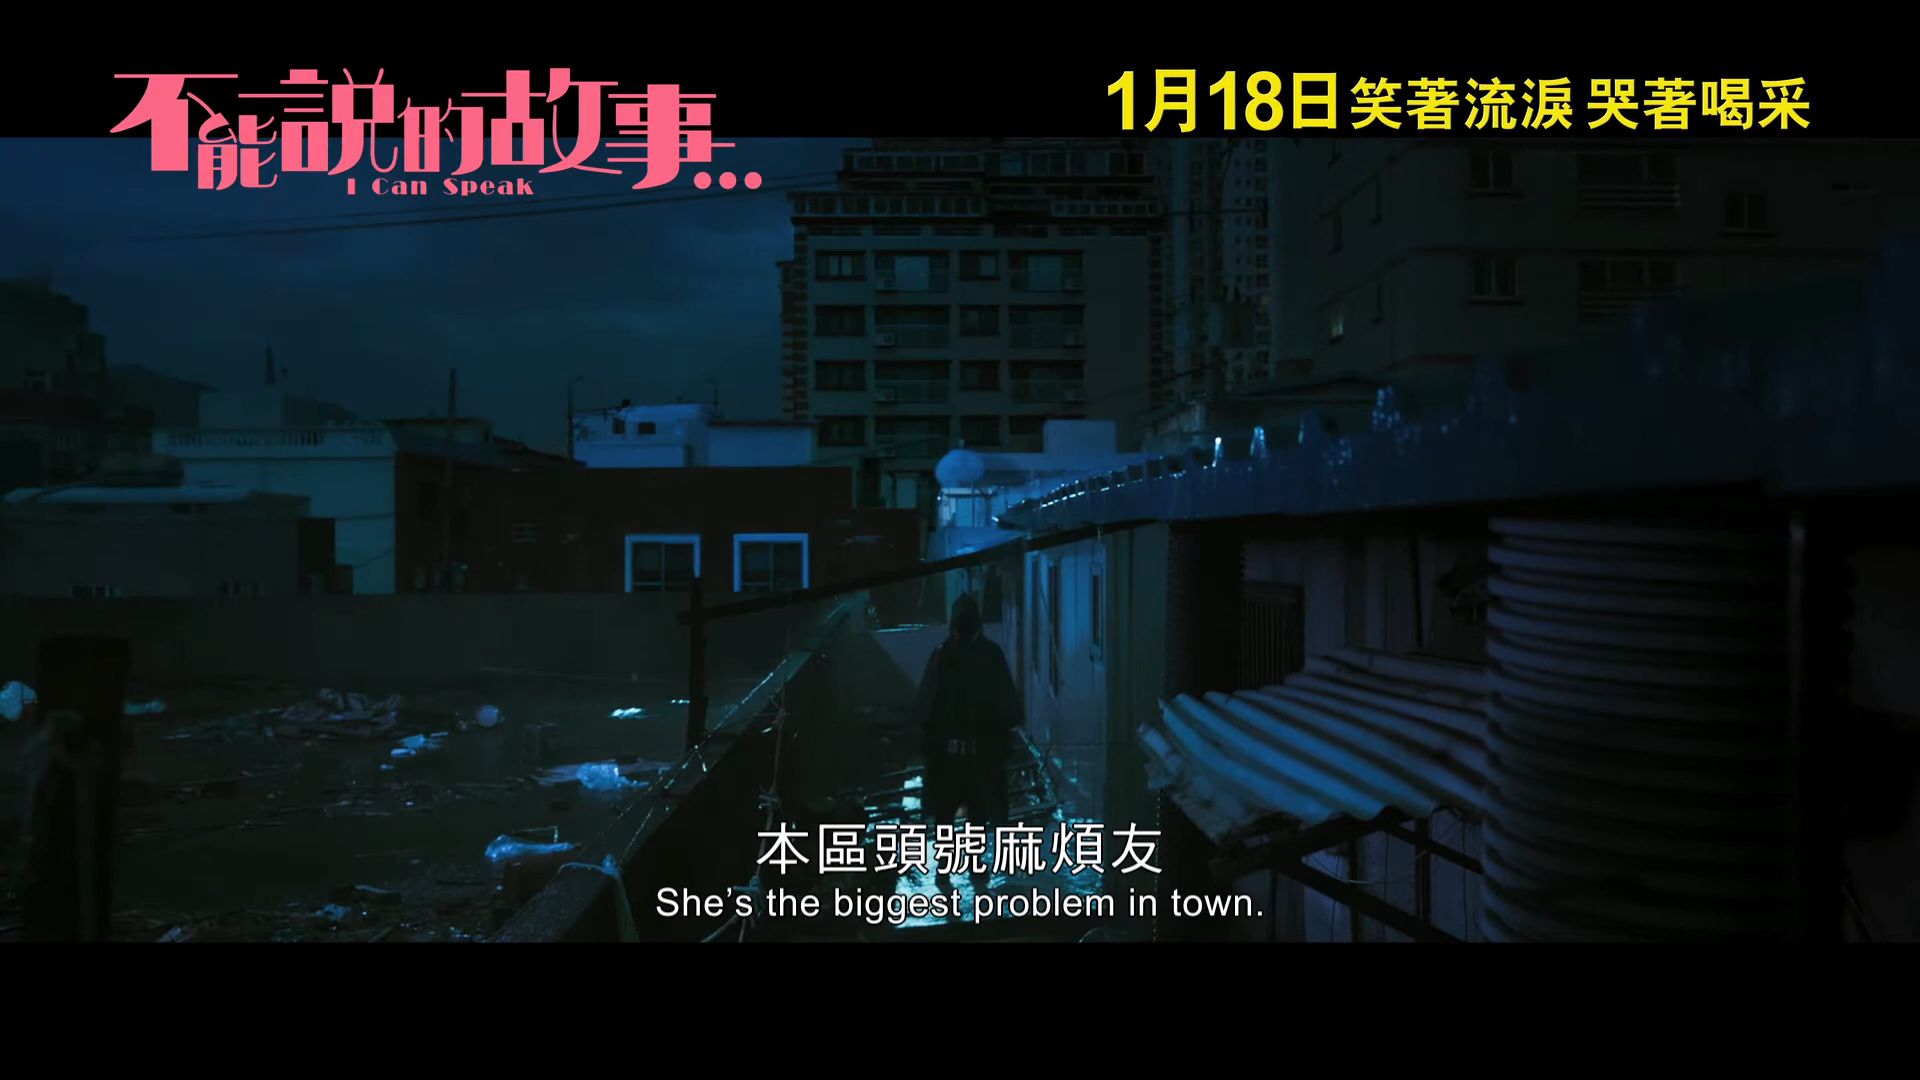 不能說的故事...
I Can Speak
1月18日 笑著流淚 哭著喝采
本區頭號麻煩友
She's the biggest problem in town.